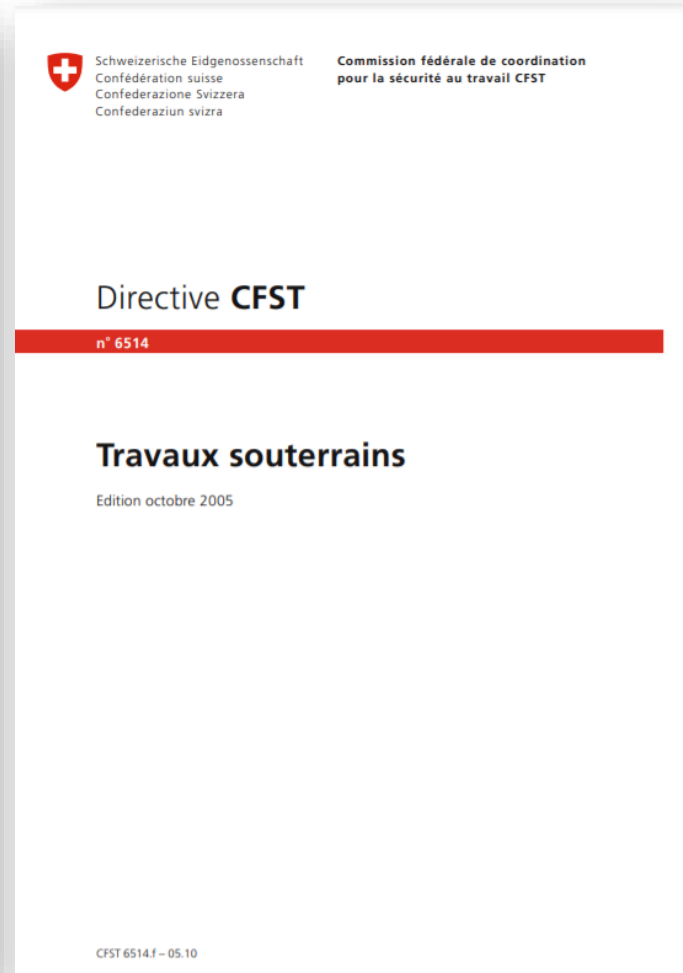 Schweizerische Eidgenossenschaft
Confédération suisse
Confederazione Svizzera
Confederaziun svizra
Commission fédérale de coordination
pour la sécurité au travail CFST
Directive CFST
n° 6514
Travaux souterrains
Edition octobre 2005
CFST 6514.f – 05.10